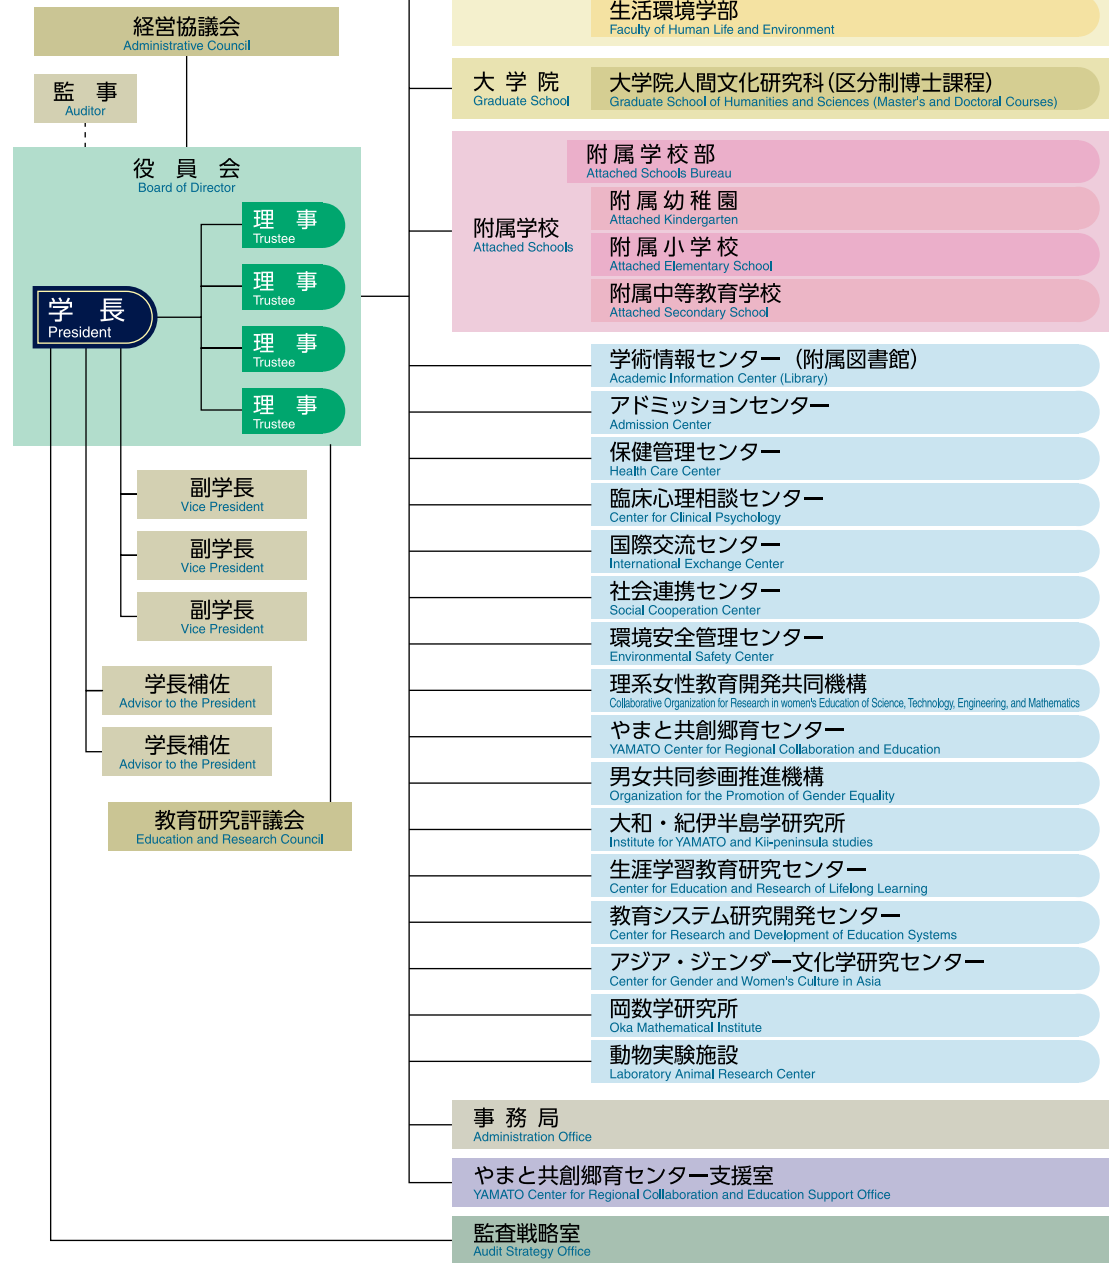 経営協議会
Administrative Council
監 事
Auditor
役 員 会
Board of Director
理 事
Trustee
理 事
Trustee
理 事
Trustee
理 事
Trustee
学 長
President
副学長
Vice President
副学長
Vice President
副学長
Vice President
学長補佐
Advisor to the President
学長補佐
Advisor to the President
教育研究評議会
Education and Research Council
生活環境学部
Faculty of Human Life and Environment
大 学 院
Graduate School
大学院人間文化研究科(区分制博士課程)
Graduate School of Humanities and Sciences (Master's and Doctoral Courses)
附属学校
Attached Schools
附 属 学 校 部
Attached Schools Bureau
附 属 幼 稚 園
Attached Kindergarten
附 属 小 学 校
Attached Elementary School
附属中等教育学校
Attached Secondary School
学術情報センター(附属図書館)
Academic Information Center (Library)
アドミッションセンター
Admission Center
保健管理センター
Health Care Center
臨床心理相談センター
Center for Clinical Psychology
国際交流センター
International Exchange Center
社会連携センター
Social Cooperation Center
環境安全管理センター
Environmental Safety Center
理系女性教育開発共同機構
Collaborative Organization for Research in women's Education of Science, Technology, Engineering, and Mathematics
やまと共創郷育センター
YAMATO Center for Regional Collaboration and Education
男女共同参画推進機構
Organization for the Promotion of Gender Equality
大和・紀伊半島学研究所
Institute for YAMATO and Kii-peninsula studies
生涯学習教育研究センター
Center for Education and Research of Lifelong Learning
教育システム研究開発センター
Center for Research and Development of Education Systems
アジア・ジェンダー文化学研究センター
Center for Gender and Women's Culture in Asia
岡数学研究所
Oka Mathematical Institute
動物実験施設
Laboratory Animal Research Center
事 務 局
Administration Office
やまと共創郷育センター支援室
YAMATO Center for Regional Collaboration and Education Support Office
監査戦略室
Audit Strategy Office